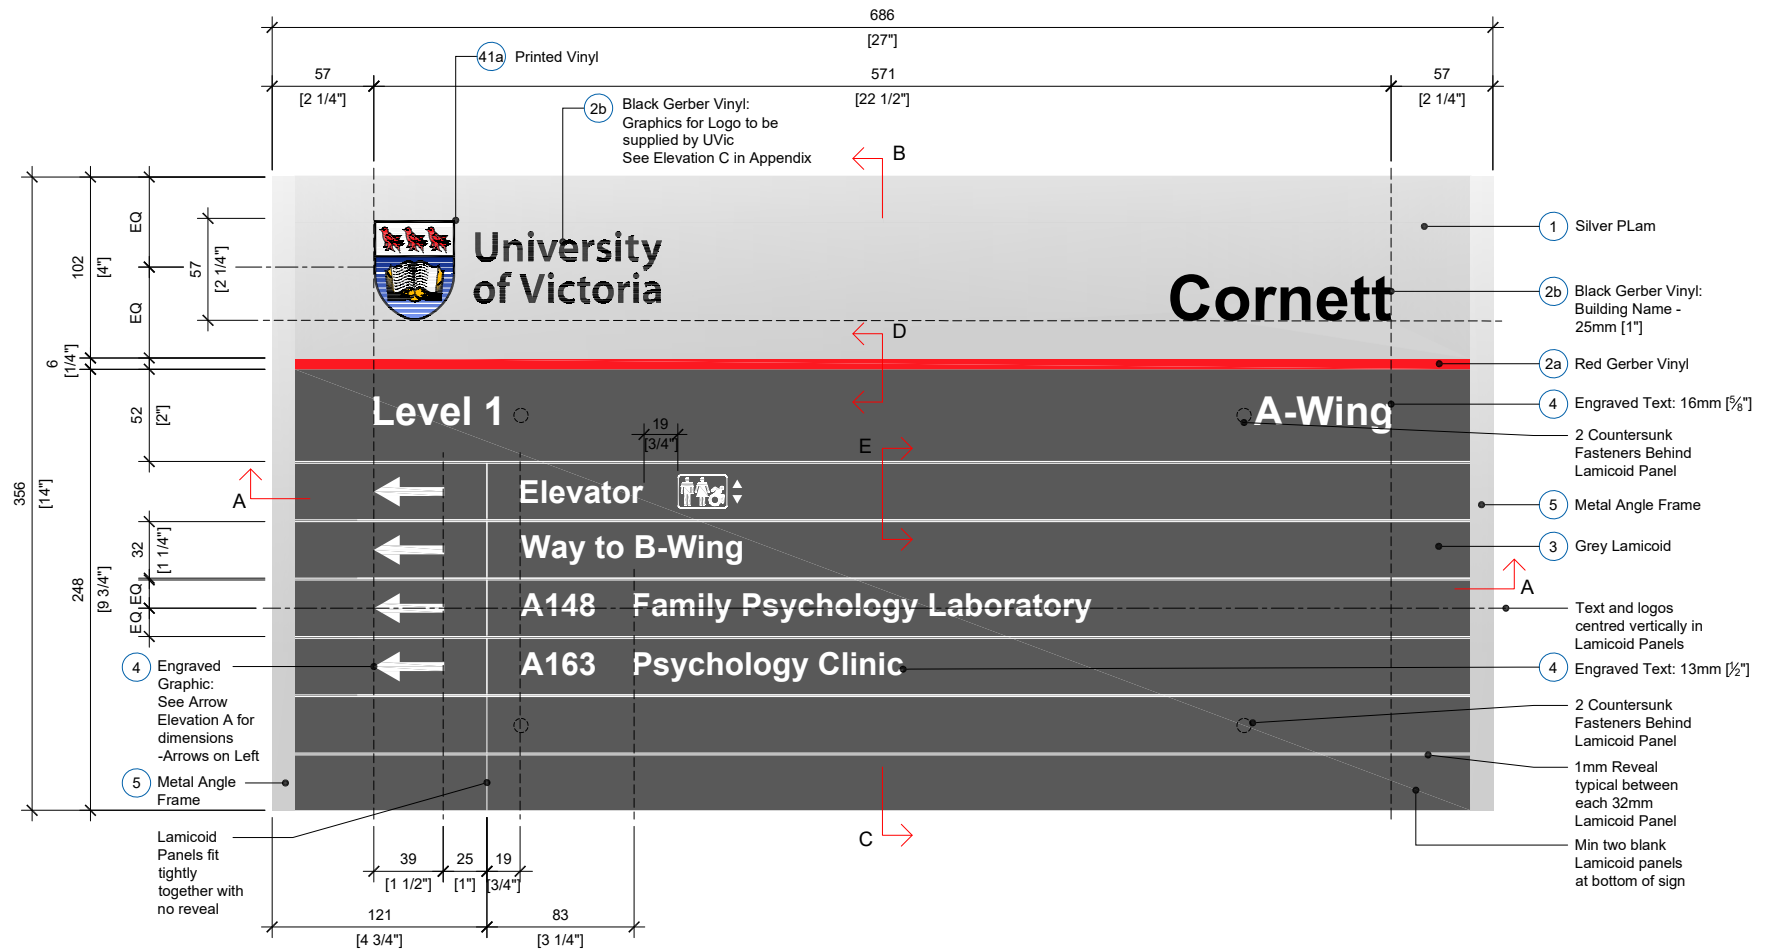 686
[27"]
57
[2 1/4"]
571
[22 1/2"]
57
[2 1/4"]
41a Printed Vinyl
2b Black Gerber Vinyl:
Graphics for Logo to be
supplied by UVic
See Elevation C in Appendix
B
356
[14"]
102
[4"]
EQ
EQ
57
[2 1/4"]
6
[1/4"]
52
[2"]
248
[9 3/4"]
32
[1 1/4"]
EQ
EQ
University
of Victoria
Cornett
D
Level 1
A-Wing
19
[3/4"]
E
A
Elevator
Way to B-Wing
A148 Family Psychology Laboratory
A163 Psychology Clinic
A
C
1 Silver PLam
2b Black Gerber Vinyl:
Building Name -
25mm [1"]
2a Red Gerber Vinyl
4 Engraved Text: 16mm [5⁄8"]
2 Countersunk
Fasteners Behind
Lamicoid Panel
5 Metal Angle Frame
3 Grey Lamicoid
Text and logos
centred vertically in
Lamicoid Panels
4 Engraved Text: 13mm [1⁄2"]
2 Countersunk
Fasteners Behind
Lamicoid Panel
1mm Reveal
typical between
each 32mm
Lamicoid Panel
Min two blank
Lamicoid panels
at bottom of sign
4 Engraved
Graphic:
See Arrow
Elevation A for
dimensions
-Arrows on Left
5 Metal Angle
Frame
Lamicoid
Panels fit
tightly
together with
no reveal
39
[1 1/2"]
25
[1"]
19
[3/4"]
121
[4 3/4"]
83
[3 1/4"]